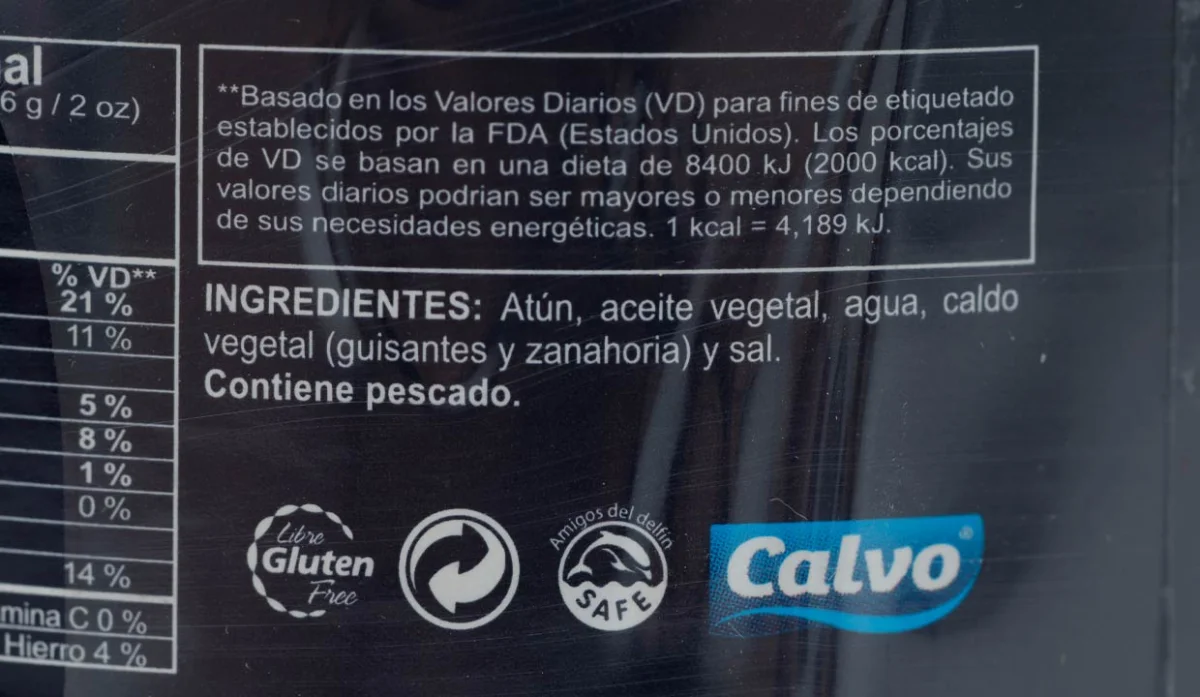 al
6 g / 2 oz)
% VD**
21 %
11 %
5 %
8 %
1 %
0 %
14 %
mina C 0 %
Hierro 4 %
**Basado en los Valores Diarios (VD) para fines de etiquetado
establecidos por la FDA (Estados Unidos). Los porcentajes
de VD se basan en una dieta de 8400 kJ (2000 kcal). Sus
valores diarios podrian ser mayores o menores dependiendo
de sus necesidades energéticas. 1 kcal = 4,189 kJ.
INGREDIENTES: Atún, aceite vegetal, agua, caldo
vegetal (guisantes y zanahoria) y sal.
Contiene pescado.
Libre
Gluten
Free
Amigos del delfín
SAFE
Calvo®